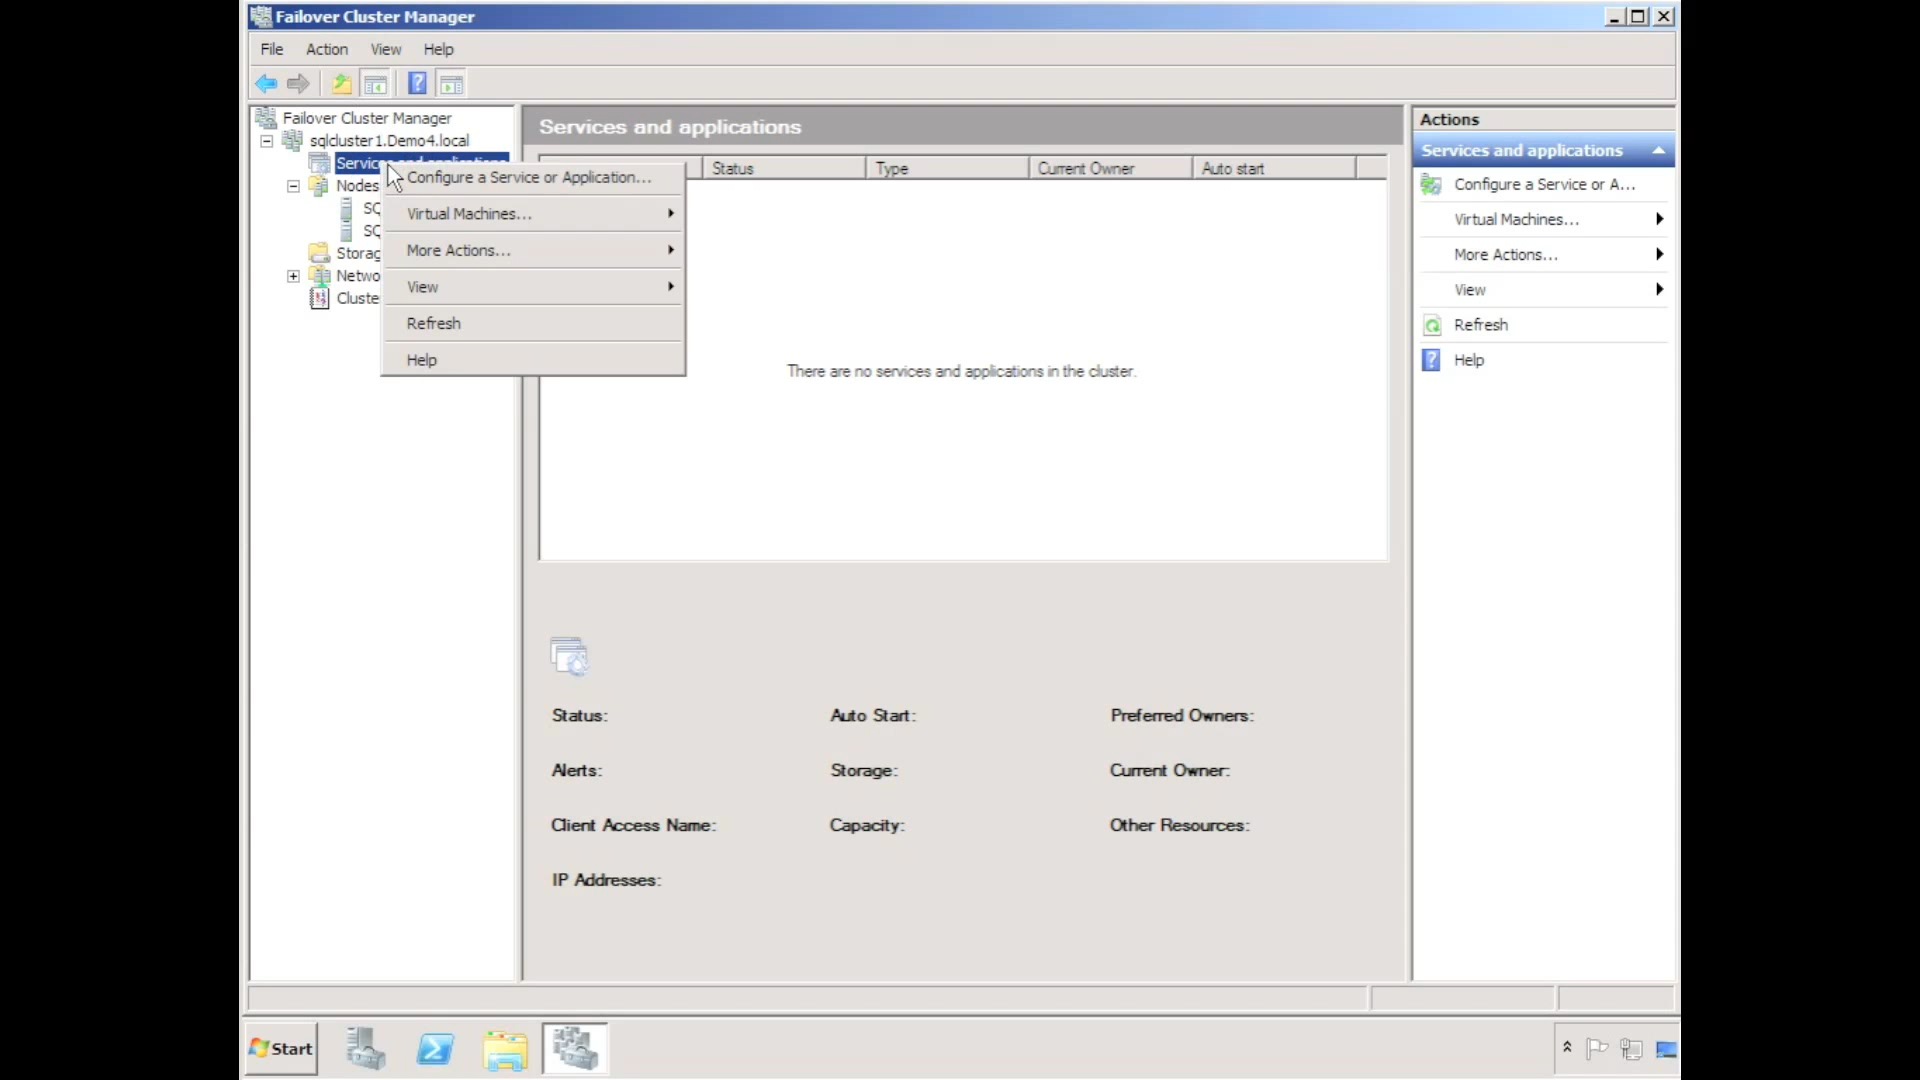 Failover Cluster Manager
File Action View Help
Failover Cluster Manager
sqlcluster1.Demo4.local
Services and applications
Nodes
SQ
SQ
Storag
Netwo
Cluste
Configure a Service or Application...
Virtual Machines...
More Actions...
View
Refresh
Help
Services and applications
Status Type Current Owner Auto start
There are no services and applications in the cluster.
Status: Auto Start: Preferred Owners:
Alerts: Storage: Current Owner:
Client Access Name: Capacity: Other Resources:
IP Addresses:
Actions
Services and applications
Configure a Service or A...
Virtual Machines...
More Actions...
View
Refresh
Help
Start